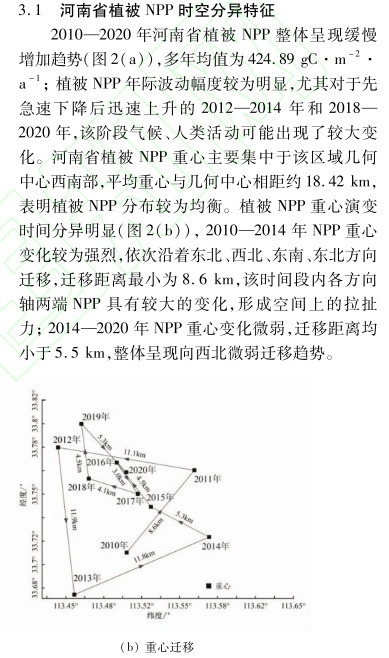 3.1 河南省植被 NPP 时空分异特征
2010—2020 年河南省植被 NPP 整体呈现缓慢
增加趋势(图2(a)),多年均值为 424.89 gC·m⁻²·
a⁻¹;植被 NPP 年际波动幅度较为明显,尤其对于先
急速下降后迅速上升的 2012—2014 年和 2018—
2020 年,该阶段气候、人类活动可能出现了较大变
化。河南省植被 NPP 重心主要集中于该区域几何
中心西南部,平均重心与几何中心相距约 18.42 km,
表明植被 NPP 分布较为均衡。植被 NPP 重心演变
时间分异明显(图2(b)),2010—2014 年 NPP 重心
变化较为强烈,依次沿着东北、西北、东南、东北方向
迁移,迁移距离最小为 8.6 km,该时间段内各方向
轴两端 NPP 具有较大的变化,形成空间上的拉扯
力;2014—2020 年 NPP 重心变化微弱,迁移距离均
小于 5.5 km,整体呈现向西北微弱迁移趋势。
33.82°
33.8°
33.78°
33.75°
33.72°
33.7°
33.68°
经度/°
2019年
2012年
5.3km
11.1km
4.5km
2016年
2020年
3.0km
4.5km
2011年
2018年
4.1km
2017年
2015年
11.9km
8.6km
5.3km
2010年
2014年
11.8km
2013年
重心
113.45° 113.48° 113.52° 113.55° 113.58° 113.62° 113.65°
纬度/°
(b) 重心迁移